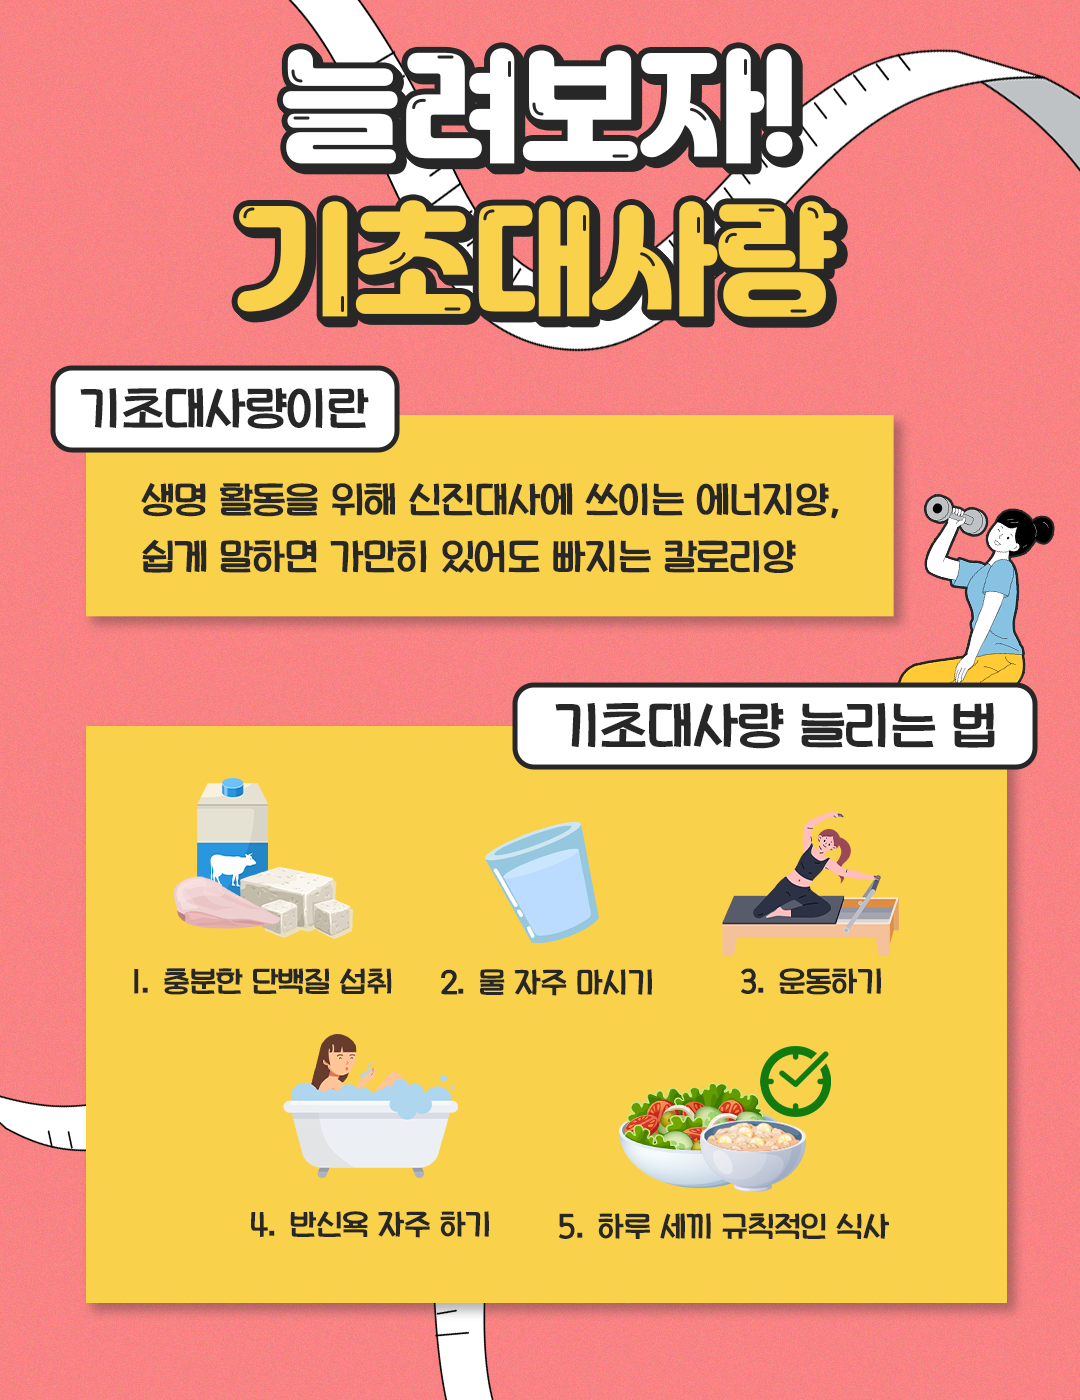 늘려보자!
기초대사량
기초대사량이란
생명 활동을 위해 신진대사에 쓰이는 에너지양,
쉽게 말하면 가만히 있어도 빠지는 칼로리양
기초대사량 늘리는 법
1. 충분한 단백질 섭취
2. 물 자주 마시기
3. 운동하기
4. 반신욕 자주 하기
5. 하루 세끼 규칙적인 식사